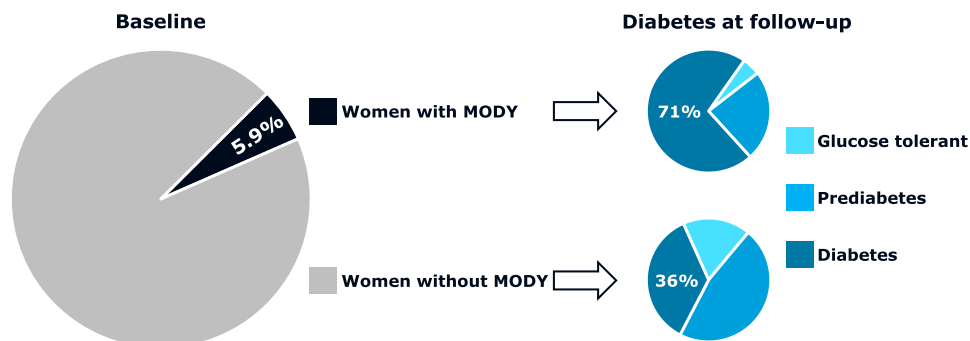 Baseline
Diabetes at follow-up
5.9%
Women with MODY
71%
Glucose tolerant
Prediabetes
Diabetes
Women without MODY
36%